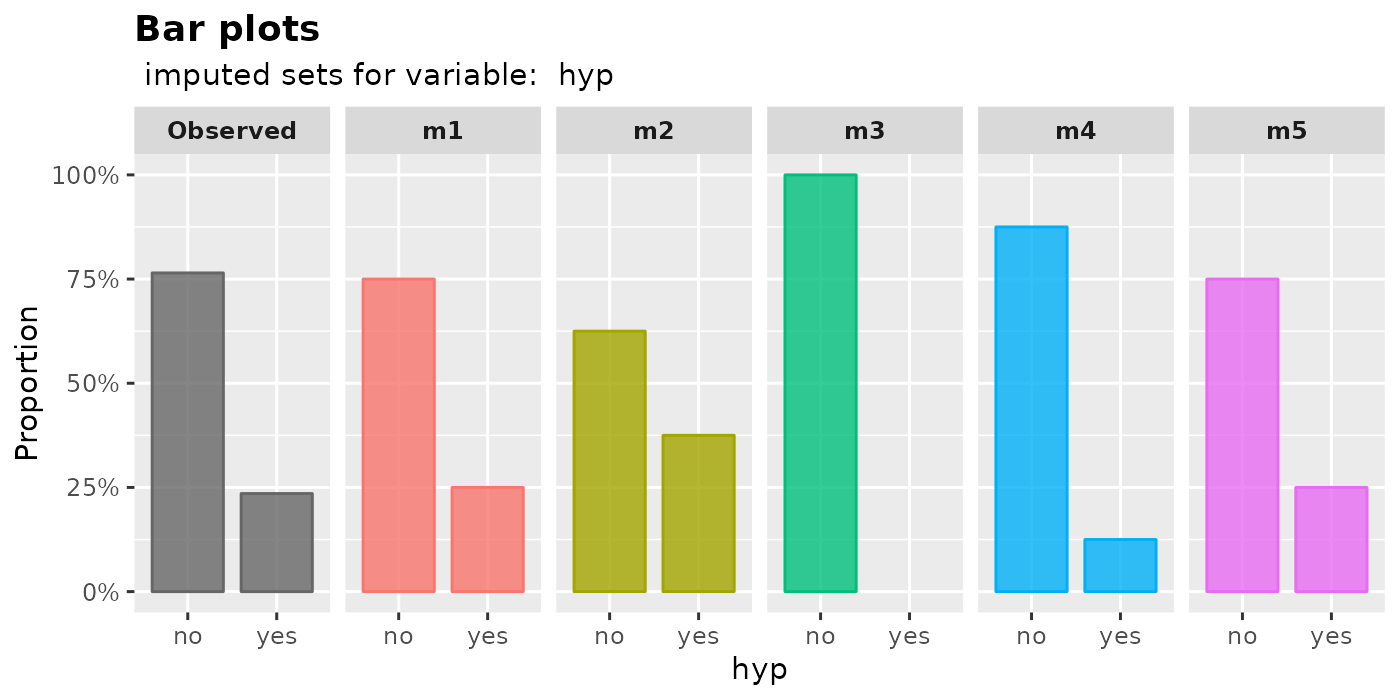 Bar plots
imputed sets for variable:  hyp
Observed m1 m2 m3 m4 m5
100%
75%
50%
25%
0%
Proportion
no yes no yes no yes no yes no yes no yes
hyp